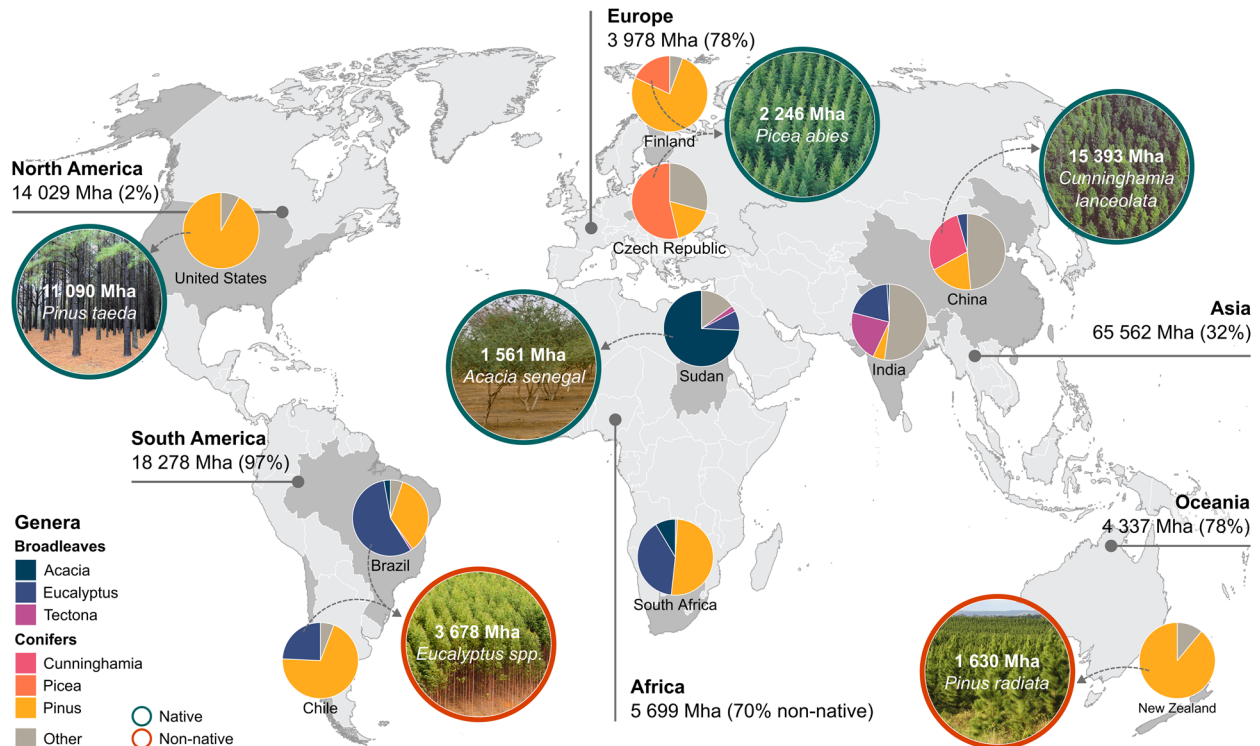 Europe
3 978 Mha (78%)
Finland
2 246 Mha
Picea abies
15 393 Mha
Cunninghamia
lanceolata
North America
14 029 Mha (2%)
United States
11 090 Mha
Pinus taeda
Czech Republic
China
Asia
65 562 Mha (32%)
India
1 561 Mha
Acacia senegal
Sudan
South America
18 278 Mha (97%)
Brazil
Oceania
4 337 Mha (78%)
South Africa
3 678 Mha
Eucalyptus spp.
Chile
1 630 Mha
Pinus radiata
New Zealand
Africa
5 699 Mha (70% non-native)
Genera
Broadleaves
Acacia
Eucalyptus
Tectona
Conifers
Cunninghamia
Picea
Pinus
Other
Native
Non-native